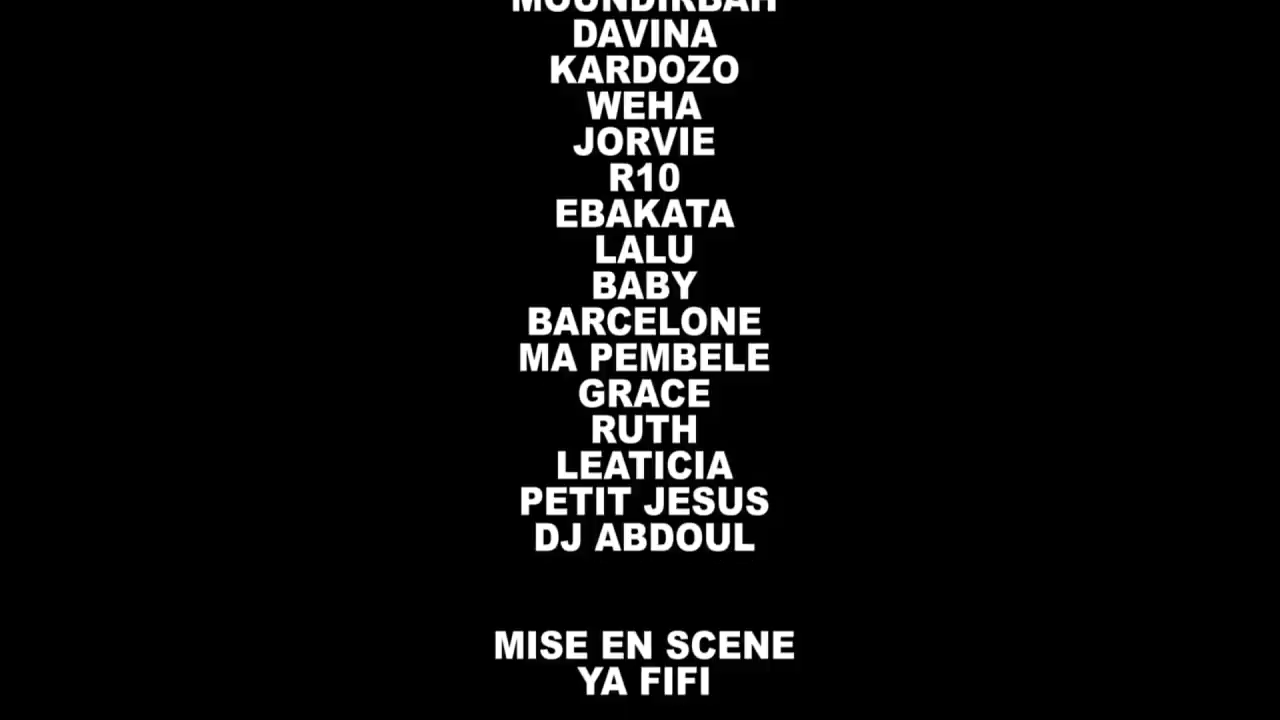 MOUNDIRBAH
DAVINA
KARDOZO
WEHA
JORVIE
R10
EBAKATA
LALU
BABY
BARCELONE
MA PEMBELE
GRACE
RUTH
LEATICIA
PETIT JESUS
DJ ABDOUL
MISE EN SCENE
YA FIFI